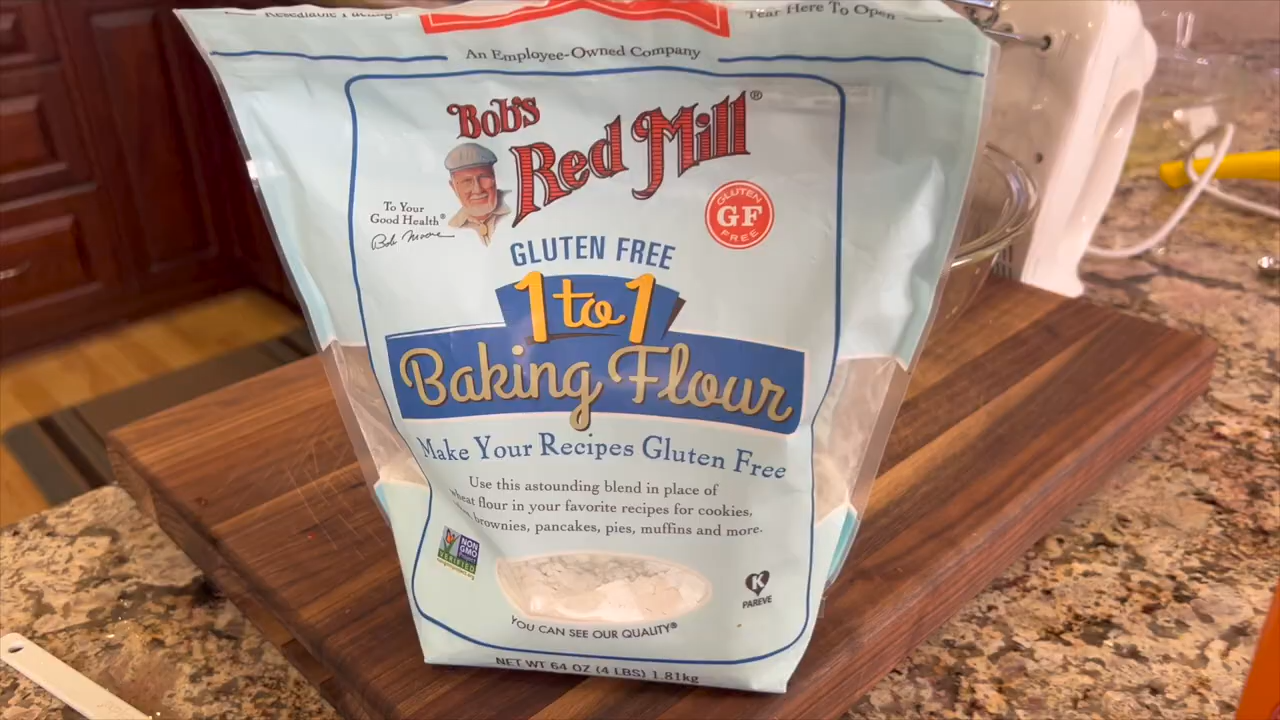 Resealable Packag
Tear Here To Open
An Employee-Owned Company
Bob's
Red Mill®
To Your
Good Health®
Bob Moore
GLUTEN
GF
FREE
GLUTEN FREE
1 to 1
Baking Flour
Make Your Recipes Gluten Free
Use this astounding blend in place of
wheat flour in your favorite recipes for cookies,
brownies, pancakes, pies, muffins and more.
NON
GMO
VERIFIED
K
PAREVE
YOU CAN SEE OUR QUALITY®
NET WT 64 OZ (4 LBS) 1.81kg